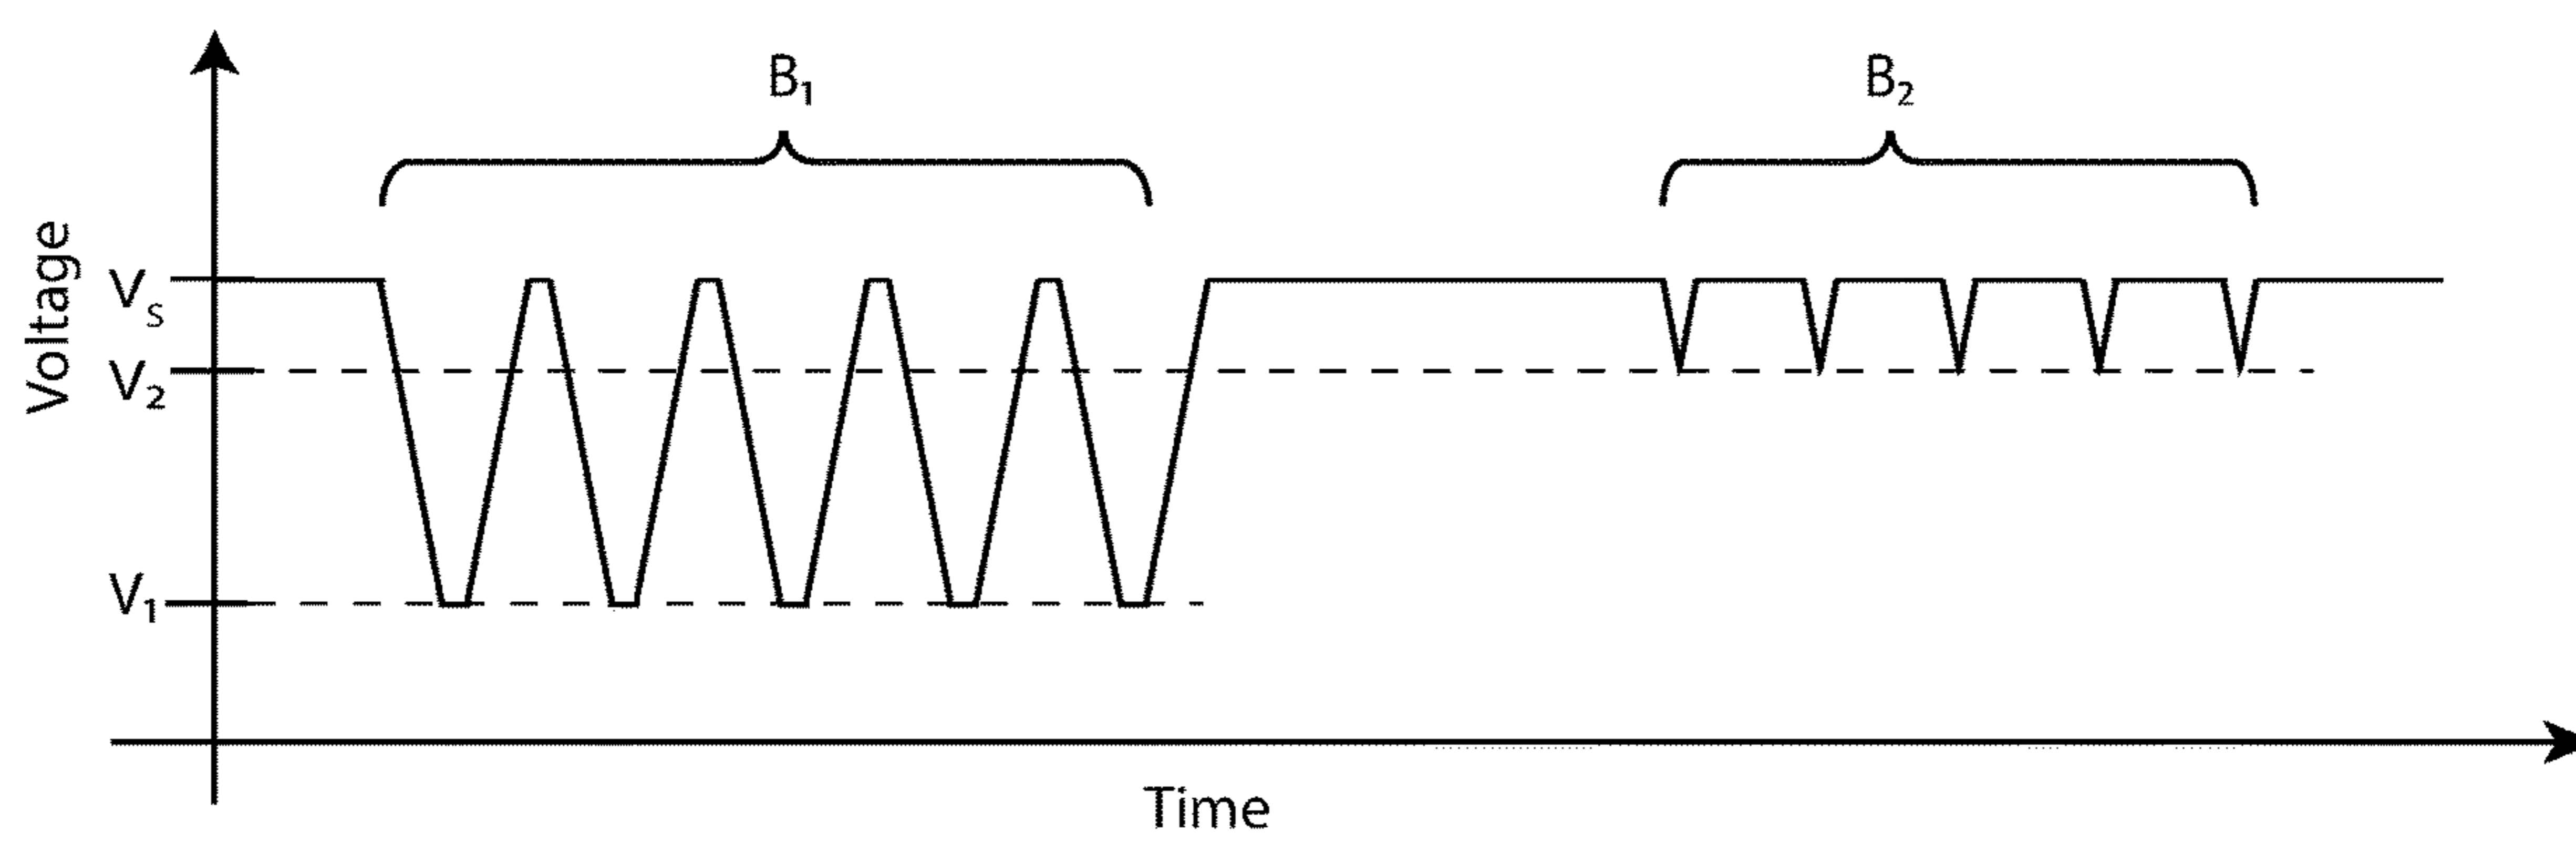 B₁
B₂
Voltage
Vₛ
V₂
V₁
Time